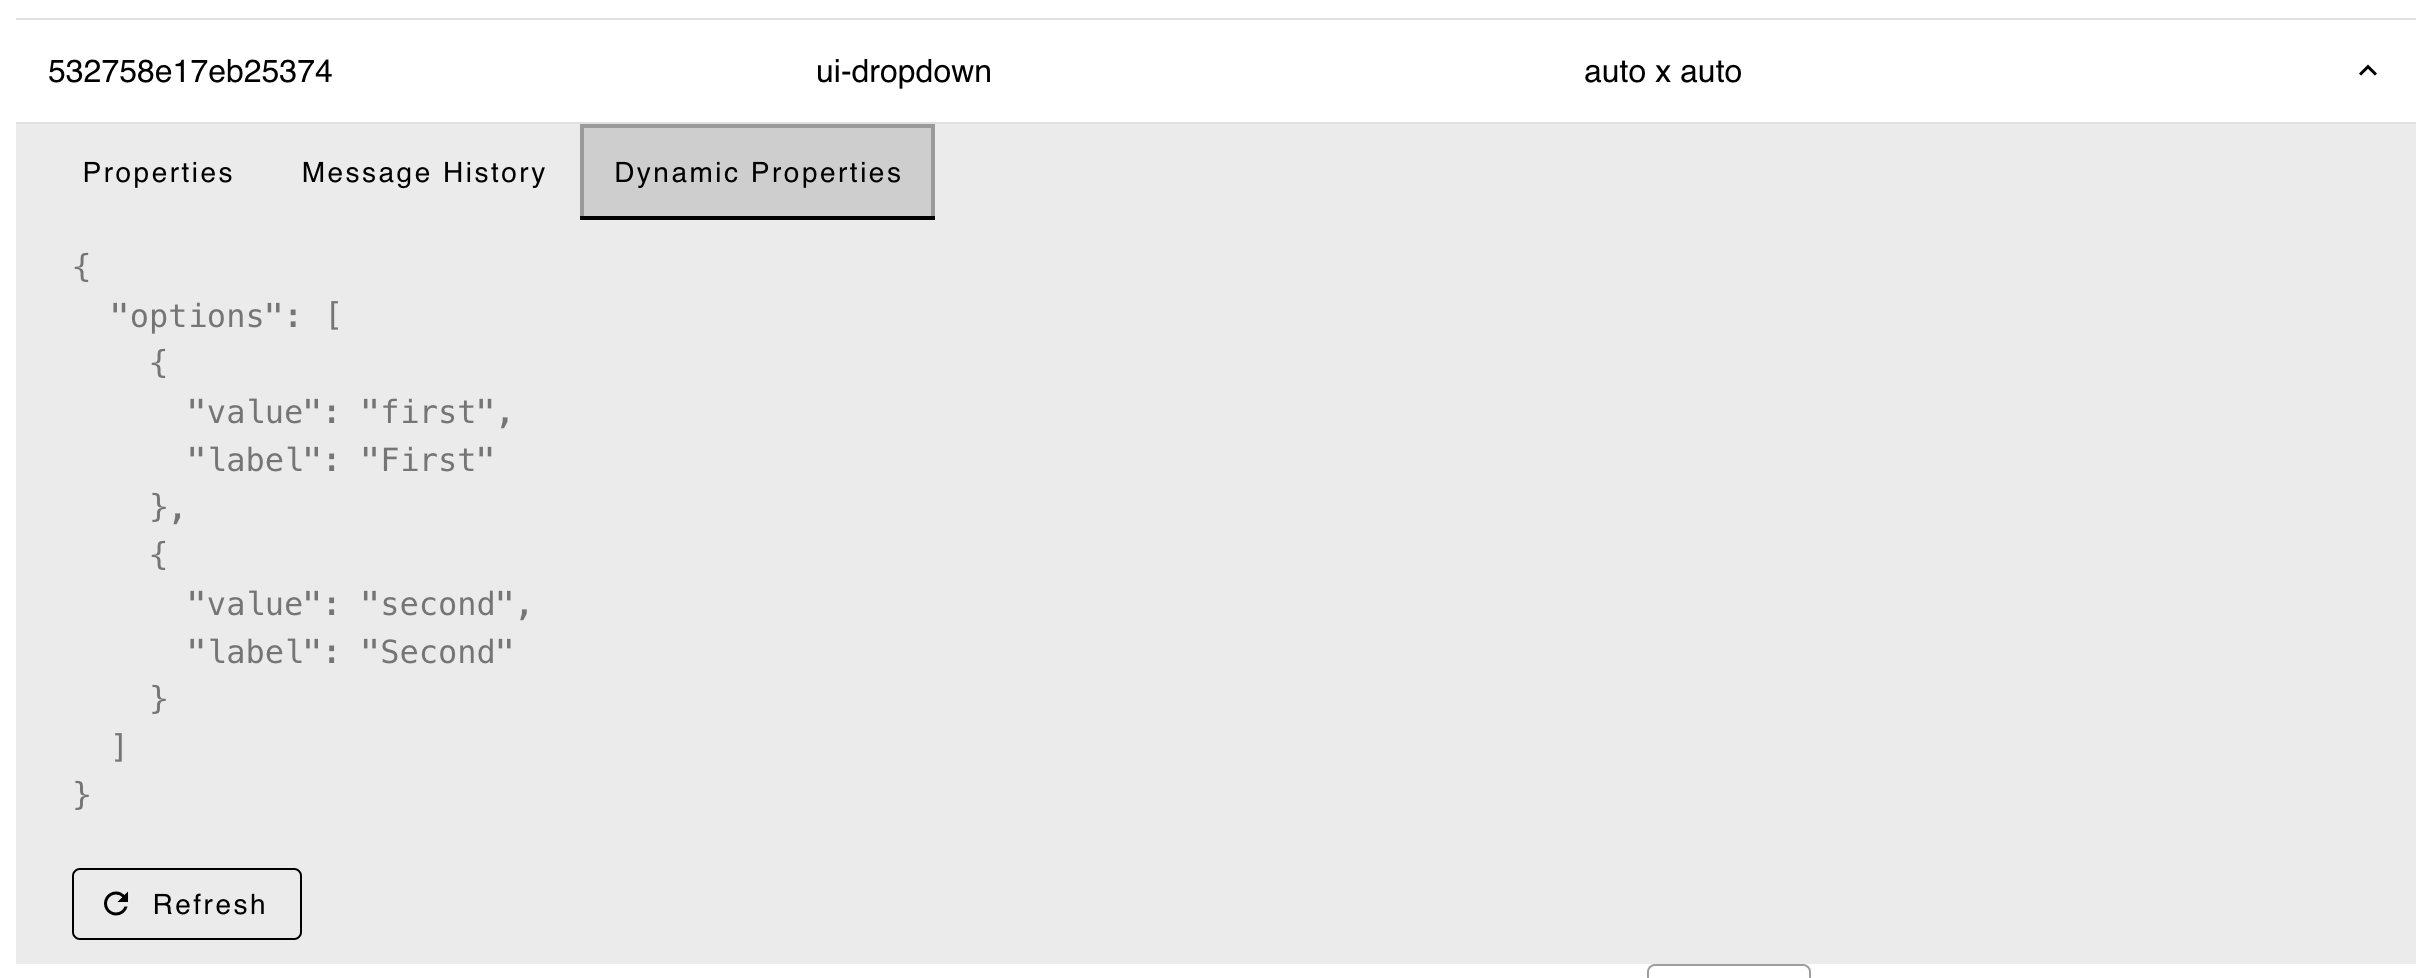 532758e17eb25374 ui-dropdown auto x auto
Properties Message History Dynamic Properties
{
  "options": [
    {
      "value": "first",
      "label": "First"
    },
    {
      "value": "second",
      "label": "Second"
    }
  ]
}
Refresh